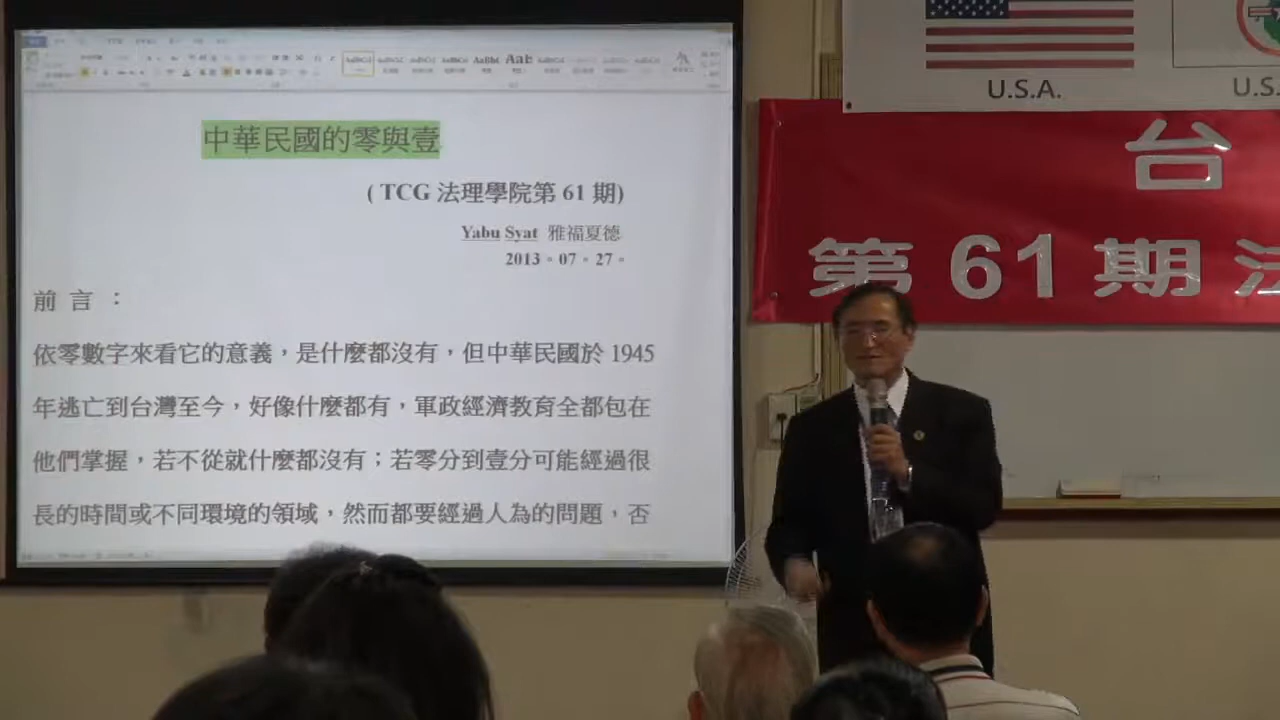 中華民國的零與壹
( TCG 法理學院第 61 期)
Yabu Syat 雅福夏德
2013。07。27。
前 言 ：
依零數字來看它的意義，是什麼都沒有，但中華民國於 1945
年逃亡到台灣至今，好像什麼都有，軍政經濟教育全都包在
他們掌握，若不從就什麼都沒有；若零分到壹分可能經過很
長的時間或不同環境的領域，然而都要經過人為的問題，否
U.S.A.
U.S.
台
第 61 期 法